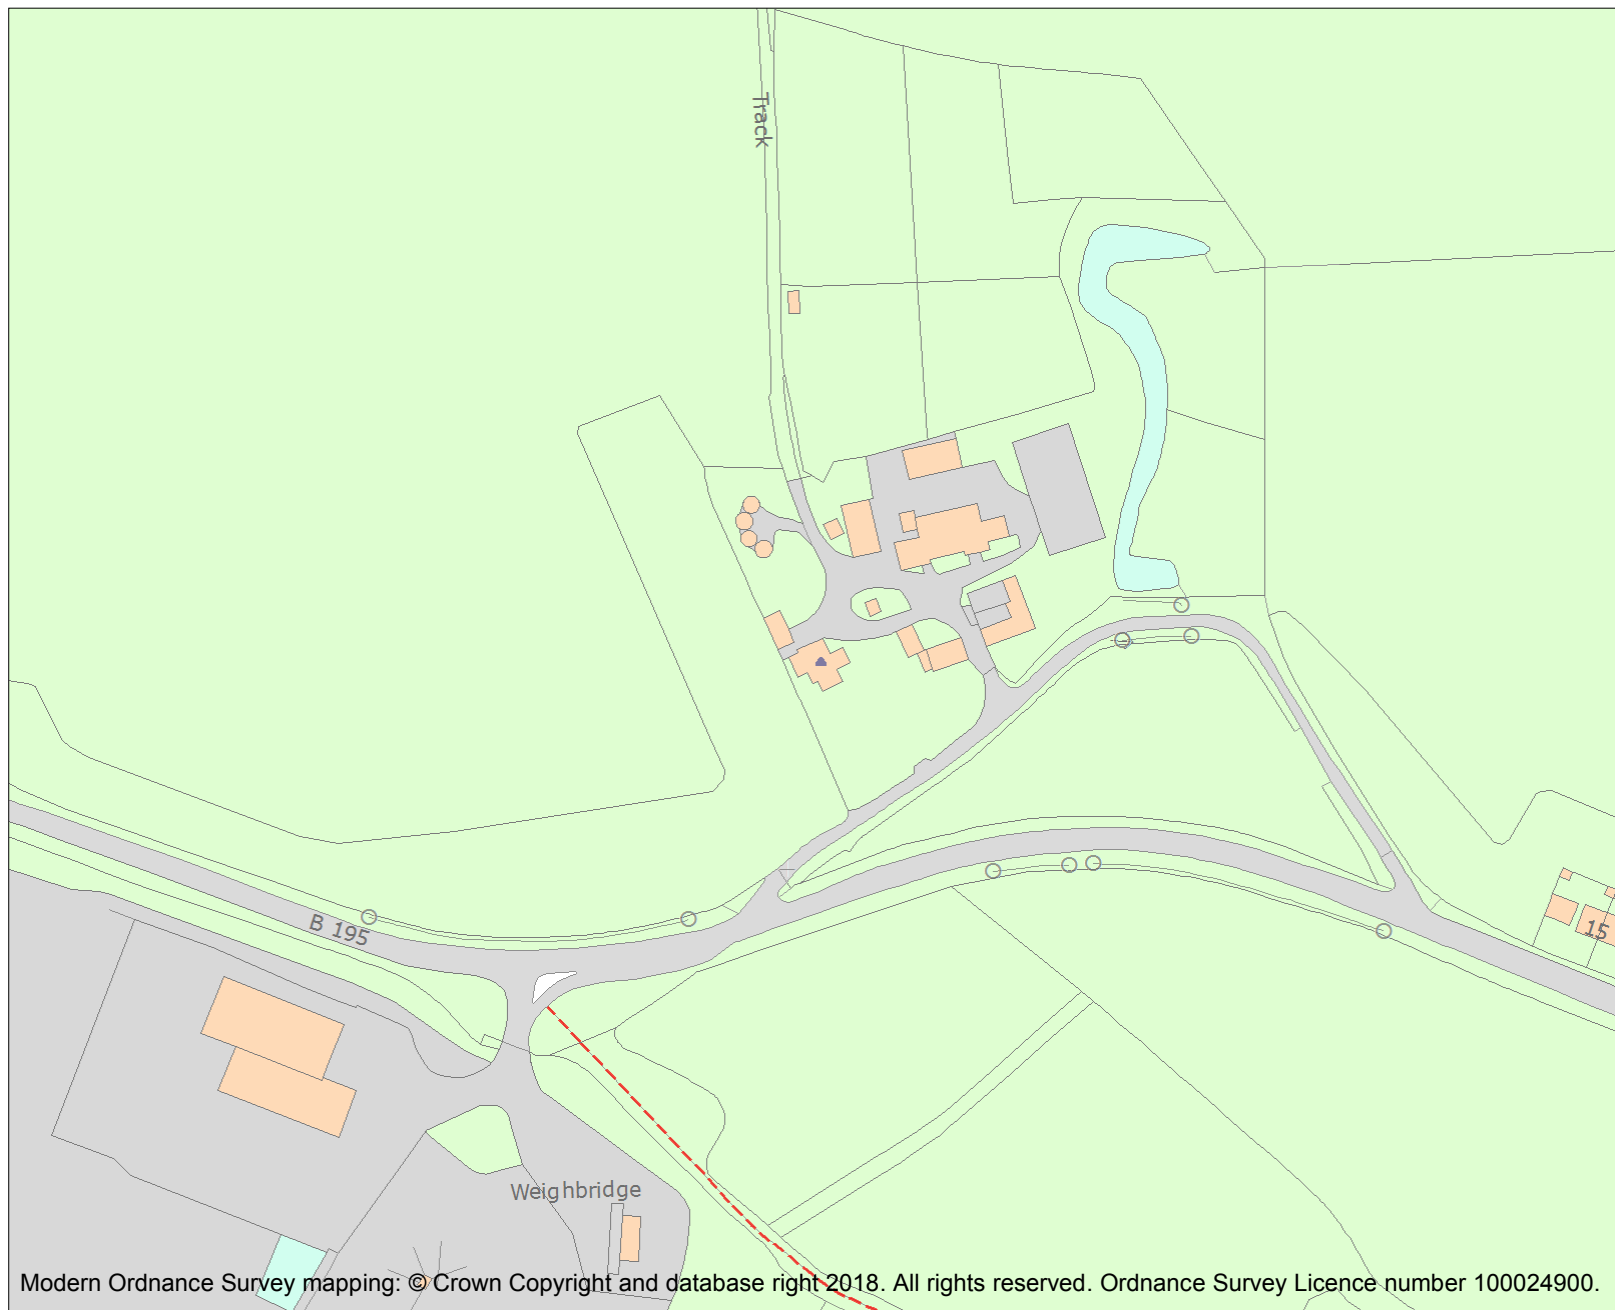 Track
B 195
15
Weighbridge
Modern Ordnance Survey mapping: © Crown Copyright and database right 2018. All rights reserved. Ordnance Survey Licence number 100024900.